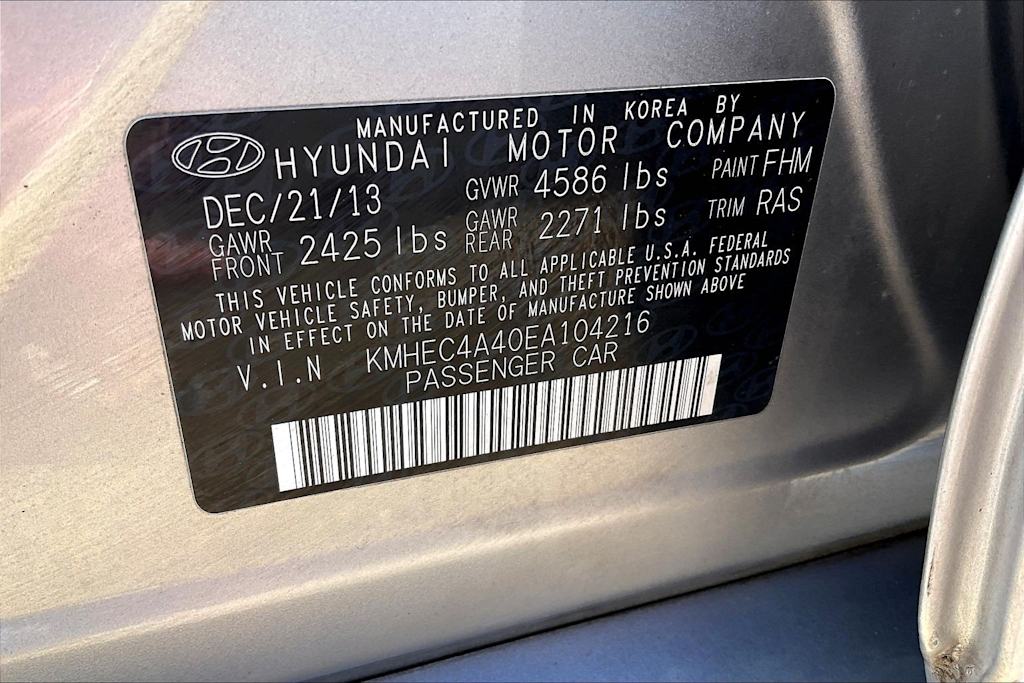 MANUFACTURED IN KOREA BY
HYUNDAI MOTOR COMPANY
DEC/21/13 GVWR 4586 lbs PAINT FHM
GAWR FRONT 2425 lbs GAWR REAR 2271 lbs TRIM RAS
THIS VEHICLE CONFORMS TO ALL APPLICABLE U.S.A. FEDERAL
MOTOR VEHICLE SAFETY, BUMPER, AND THEFT PREVENTION STANDARDS
IN EFFECT ON THE DATE OF MANUFACTURE SHOWN ABOVE
V.I.N KMHEC4A40EA104216
PASSENGER CAR